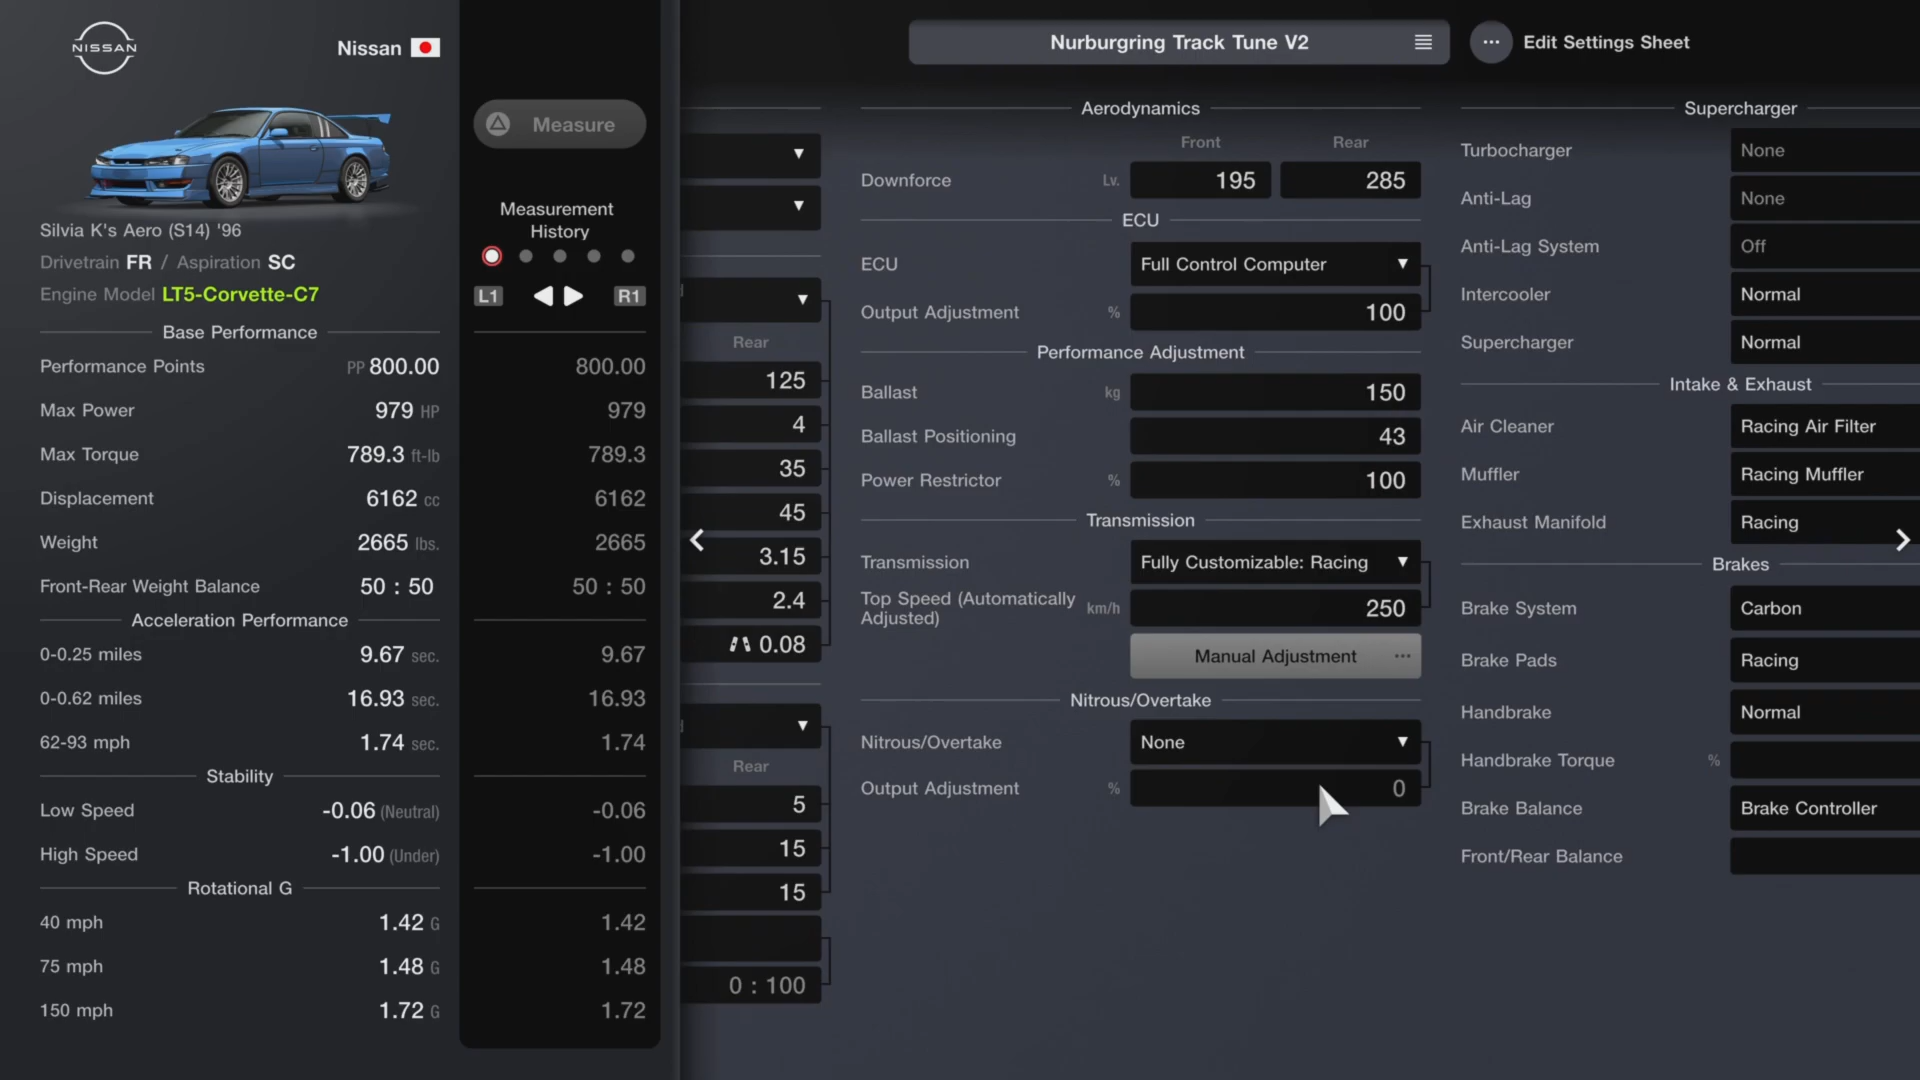 NISSAN
Nissan
Silvia K's Aero (S14) '96
Drivetrain FR / Aspiration SC
Engine Model LT5-Corvette-C7
Base Performance
Performance Points PP 800.00
Max Power 979 HP
Max Torque 789.3 ft-lb
Displacement 6162 cc
Weight 2665 lbs.
Front-Rear Weight Balance 50 : 50
Acceleration Performance
0-0.25 miles 9.67 sec.
0-0.62 miles 16.93 sec.
62-93 mph 1.74 sec.
Stability
Low Speed -0.06 (Neutral)
High Speed -1.00 (Under)
Rotational G
40 mph 1.42 G
75 mph 1.48 G
150 mph 1.72 G
Measure
Measurement
History
L1 R1
800.00
979
789.3
6162
2665
50 : 50
9.67
16.93
1.74
-0.06
-1.00
1.42
1.48
1.72
Nurburgring Track Tune V2
Edit Settings Sheet
Rear
125
4
35
45
3.15
2.4
0.08
Rear
5
15
15
0 : 100
Aerodynamics
Front Rear
Downforce Lv. 195 285
ECU
ECU Full Control Computer
Output Adjustment % 100
Performance Adjustment
Ballast kg 150
Ballast Positioning 43
Power Restrictor % 100
Transmission
Transmission Fully Customizable: Racing
Top Speed (Automatically
Adjusted) km/h 250
Manual Adjustment ...
Nitrous/Overtake
Nitrous/Overtake None
Output Adjustment % 0
Supercharger
Turbocharger None
Anti-Lag None
Anti-Lag System Off
Intercooler Normal
Supercharger Normal
Intake & Exhaust
Air Cleaner Racing Air Filter
Muffler Racing Muffler
Exhaust Manifold Racing
Brakes
Brake System Carbon
Brake Pads Racing
Handbrake Normal
Handbrake Torque %
Brake Balance Brake Controller
Front/Rear Balance